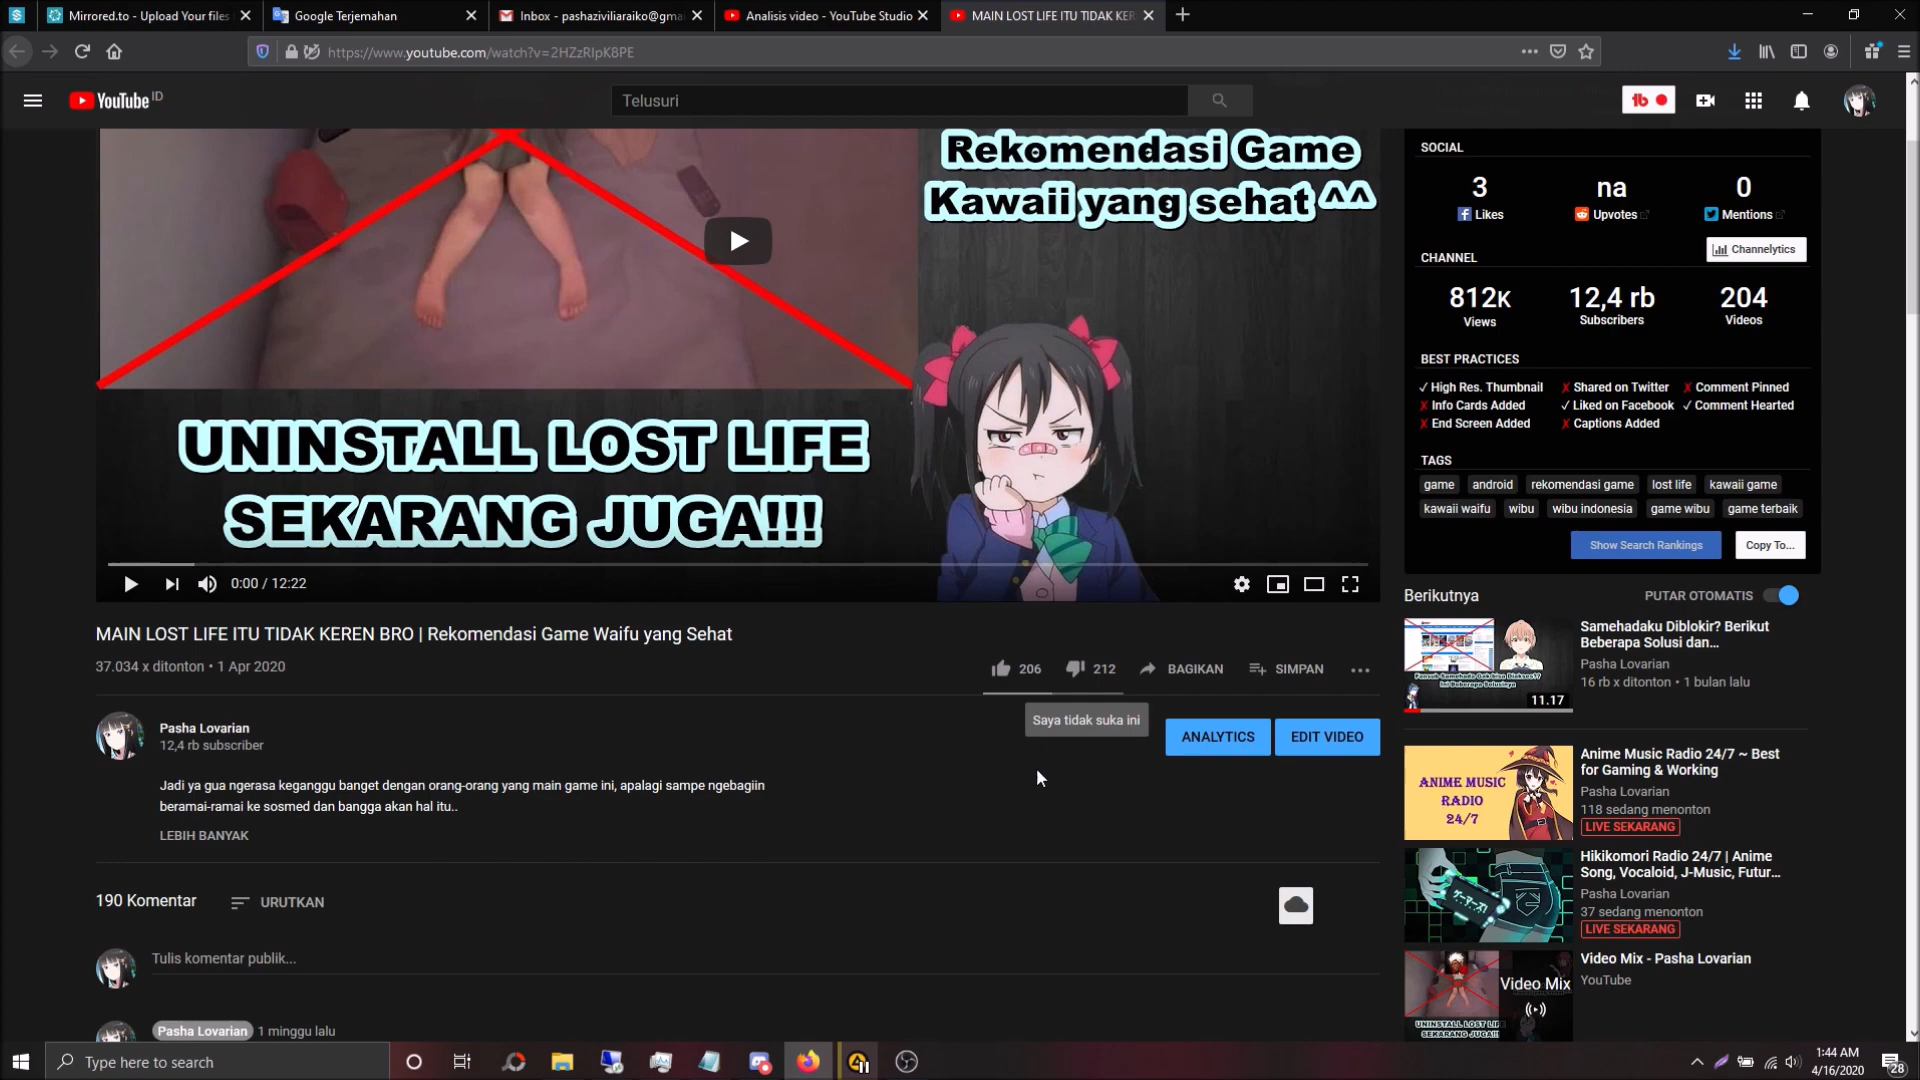 Mirrored.to - Upload Your files
Google Terjemahan
Inbox - pashaziviliaraiko@gma
Analisis video - YouTube Studio
MAIN LOST LIFE ITU TIDAK KER
https://www.youtube.com/watch?v=2HZzRIpK8PE
YouTube ID
Telusuri
tb
Rekomendasi Game
Kawaii yang sehat ^^
UNINSTALL LOST LIFE
SEKARANG JUGA!!!
0:00 / 12:22
SOCIAL
3 na 0
Likes Upvotes Mentions
Channelytics
CHANNEL
812K 12,4 rb 204
Views Subscribers Videos
BEST PRACTICES
✓ High Res. Thumbnail ✗ Shared on Twitter ✗ Comment Pinned
✗ Info Cards Added ✓ Liked on Facebook ✓ Comment Hearted
✗ End Screen Added ✗ Captions Added
TAGS
game android rekomendasi game lost life kawaii game
kawaii waifu wibu wibu indonesia game wibu game terbaik
Show Search Rankings Copy To...
MAIN LOST LIFE ITU TIDAK KEREN BRO | Rekomendasi Game Waifu yang Sehat
37.034 x ditonton • 1 Apr 2020
206 212 BAGIKAN SIMPAN
Saya tidak suka ini
Pasha Lovarian
12,4 rb subscriber
ANALYTICS EDIT VIDEO
Jadi ya gua ngerasa keganggu banget dengan orang-orang yang main game ini, apalagi sampe ngebagiin
beramai-ramai ke sosmed dan bangga akan hal itu..
LEBIH BANYAK
190 Komentar URUTKAN
Tulis komentar publik...
Pasha Lovarian 1 minggu lalu
Berikutnya PUTAR OTOMATIS
Samehadaku Diblokir? Berikut
Beberapa Solusi dan...
Pasha Lovarian
16 rb x ditonton • 1 bulan lalu
11.17
ANIME MUSIC
RADIO
24/7
Anime Music Radio 24/7 ~ Best
for Gaming & Working
Pasha Lovarian
118 sedang menonton
LIVE SEKARANG
Hikikomori Radio 24/7 | Anime
Song, Vocaloid, J-Music, Futur...
Pasha Lovarian
37 sedang menonton
LIVE SEKARANG
Video Mix
UNINSTALL LOST LIFE
SEKARANG JUGA!!!
Video Mix - Pasha Lovarian
YouTube
Type here to search
1:44 AM
4/16/2020
28